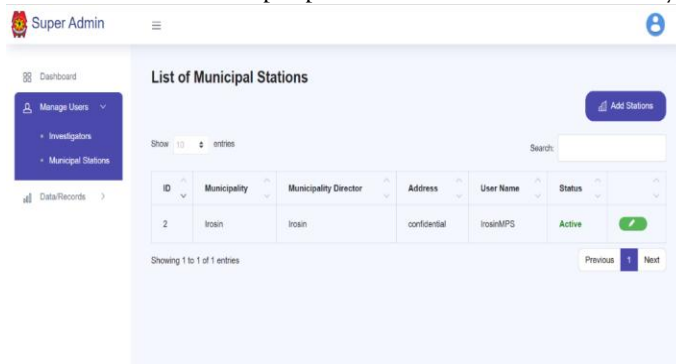 Super Admin
Dashboard
Manage Users
Investigators
Municipal Stations
Data/Records
List of Municipal Stations
Add Stations
Show 10 entries
Search:
ID Municipality Municipality Director Address User Name Status
2 Irosin Irosin confidential IrosinMPS Active
Showing 1 to 1 of 1 entries
Previous 1 Next